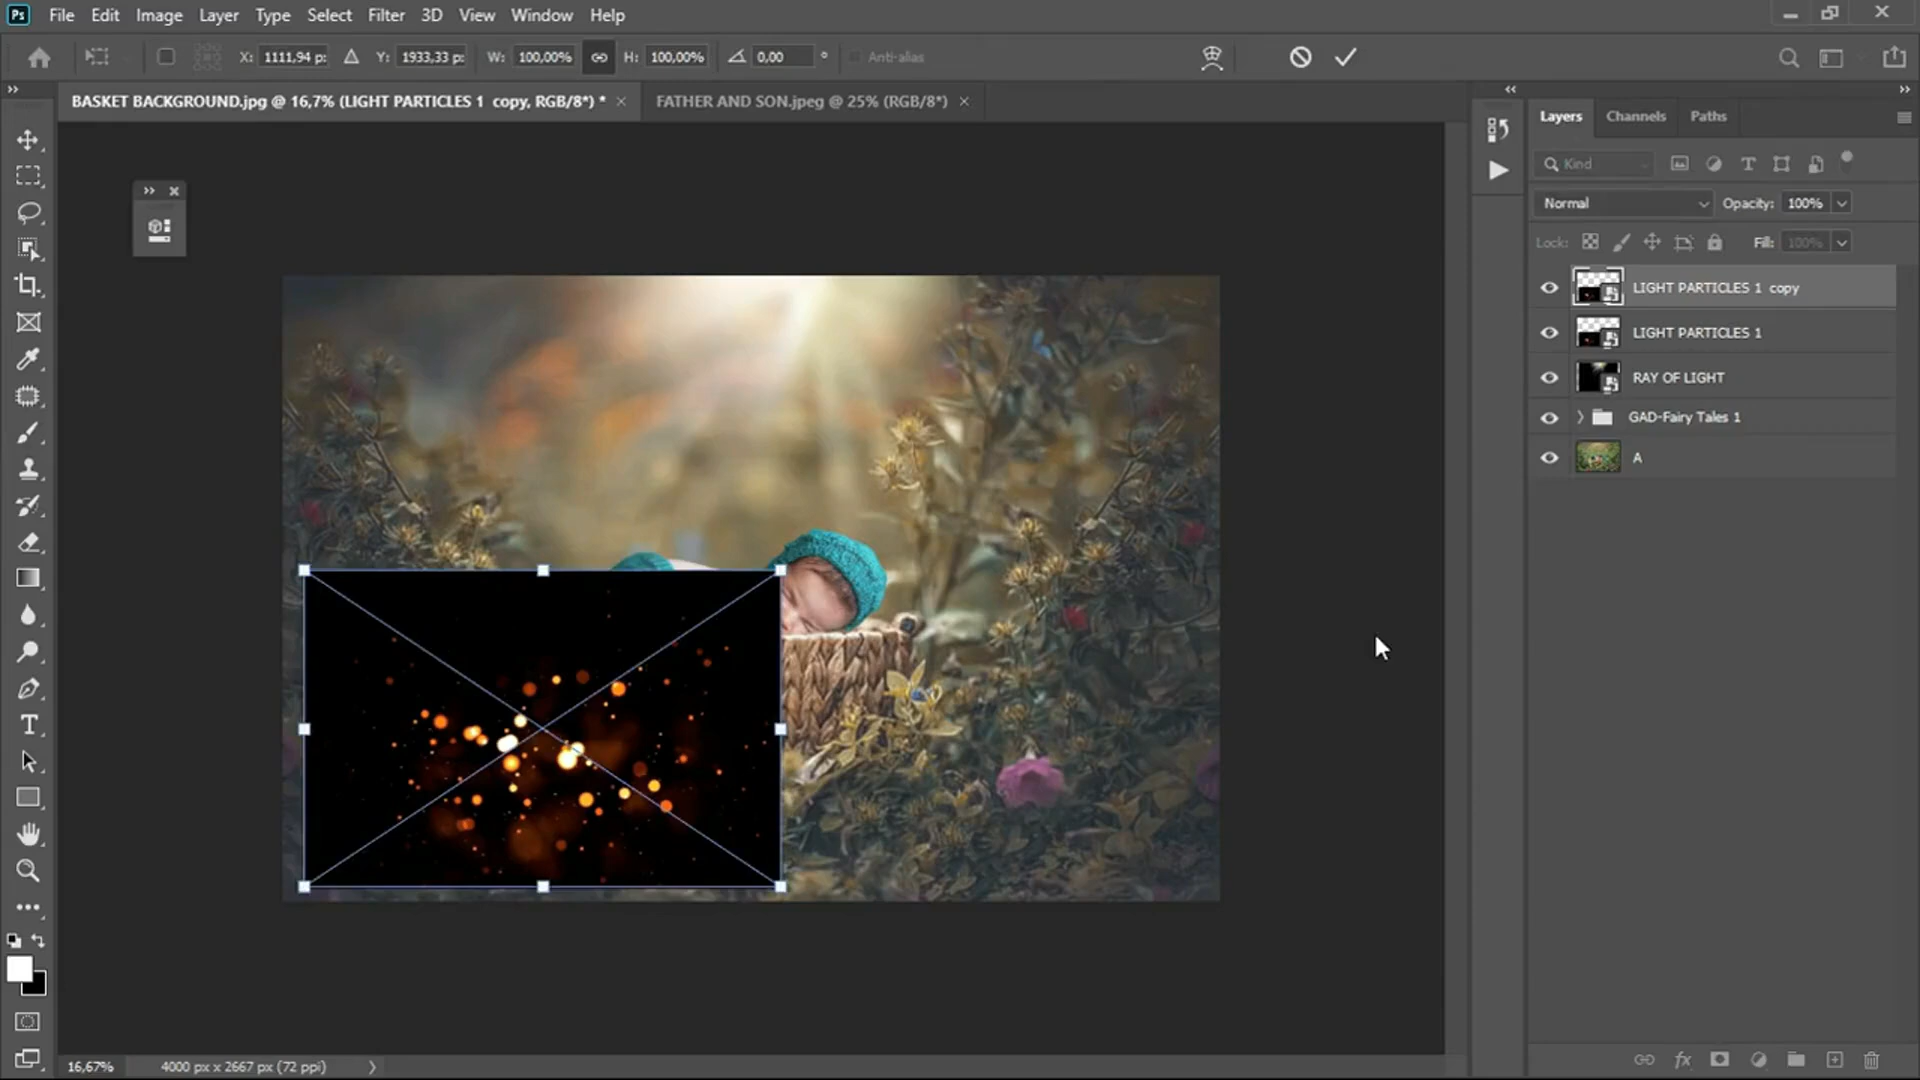 Ps File Edit Image Layer Type Select Filter 3D View Window Help
X: 1111,94 p: Y: 1933,33 p: W: 100,00% H: 100,00% 0,00 ° Anti-alias
BASKET BACKGROUND.jpg @ 16,7% (LIGHT PARTICLES 1 copy, RGB/8*) * FATHER AND SON.jpeg @ 25% (RGB/8*)
Layers Channels Paths
Kind
Normal Opacity: 100%
Lock: Fill: 100%
LIGHT PARTICLES 1 copy
LIGHT PARTICLES 1
RAY OF LIGHT
GAD-Fairy Tales 1
A
16,67% 4000 px x 2667 px (72 ppi)